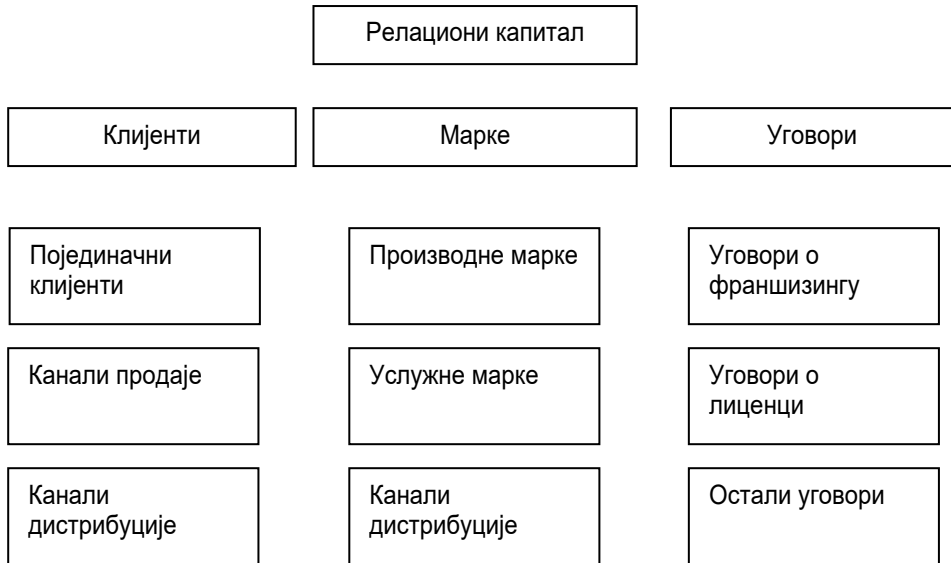 Релациони капитал
Клијенти
Марке
Уговори
Појединачни
клијенти
Производне марке
Уговори о
франшизингу
Канали продаје
Услужне марке
Уговори о
лиценци
Канали
дистрибуције
Канали
дистрибуције
Остали уговори